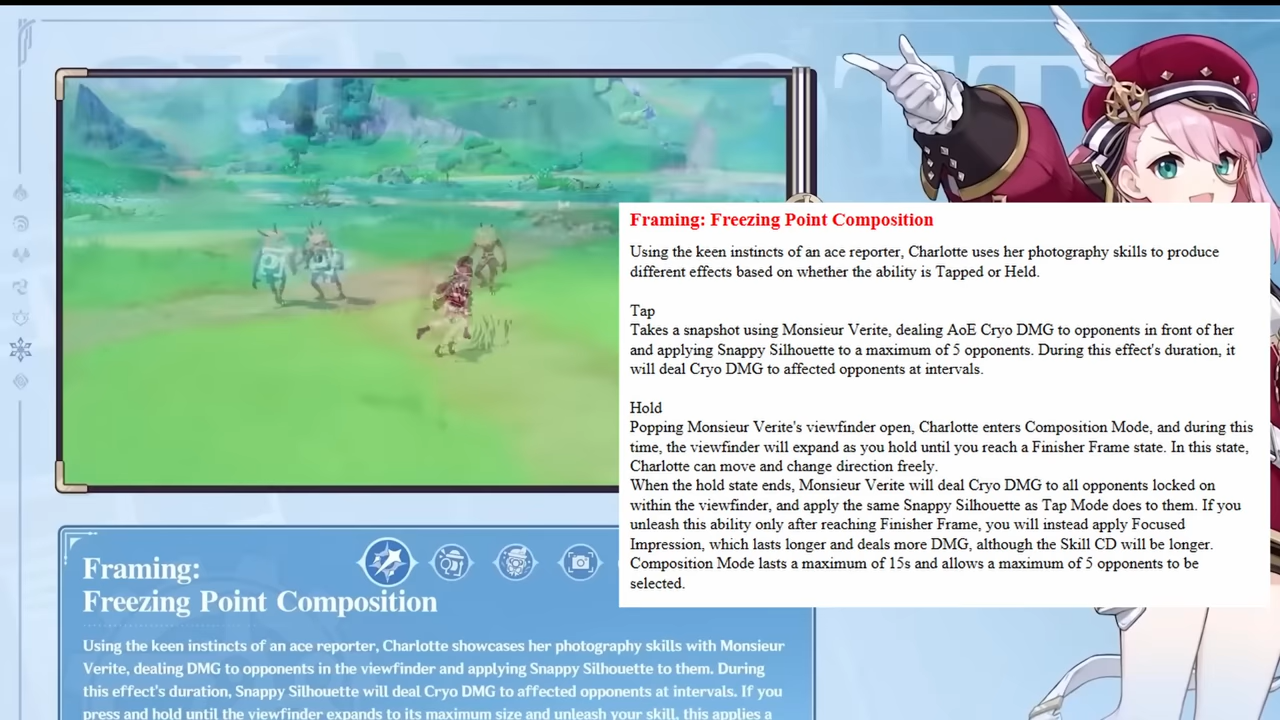 Framing: Freezing Point Composition
Using the keen instincts of an ace reporter, Charlotte uses her photography skills to produce
different effects based on whether the ability is Tapped or Held.
Tap
Takes a snapshot using Monsieur Verite, dealing AoE Cryo DMG to opponents in front of her
and applying Snappy Silhouette to a maximum of 5 opponents. During this effect's duration, it
will deal Cryo DMG to affected opponents at intervals.
Hold
Popping Monsieur Verite's viewfinder open, Charlotte enters Composition Mode, and during this
time, the viewfinder will expand as you hold until you reach a Finisher Frame state. In this state,
Charlotte can move and change direction freely.
When the hold state ends, Monsieur Verite will deal Cryo DMG to all opponents locked on
within the viewfinder, and apply the same Snappy Silhouette as Tap Mode does to them. If you
unleash this ability only after reaching Finisher Frame, you will instead apply Focused
Impression, which lasts longer and deals more DMG, although the Skill CD will be longer.
Composition Mode lasts a maximum of 15s and allows a maximum of 5 opponents to be
selected.
Framing:
Freezing Point Composition
Using the keen instincts of an ace reporter, Charlotte showcases her photography skills with Monsieur
Verite, dealing DMG to opponents in the viewfinder and applying Snappy Silhouette to them. During
this effect's duration, Snappy Silhouette will deal Cryo DMG to affected opponents at intervals. If you
press and hold until the viewfinder expands to its maximum size and unleash your skill, this applies a